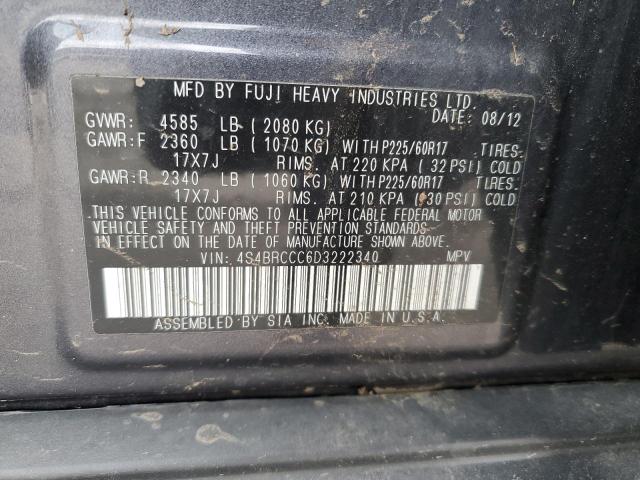 MFD BY FUJI HEAVY INDUSTRIES LTD.
DATE: 08/12
GVWR: 4585 LB ( 2080 KG)
GAWR:F 2360 LB ( 1070 KG) WITH P225/60R17 TIRES,
17X7J RIMS, AT 220 KPA ( 32 PSI) COLD
GAWR:R 2340 LB ( 1060 KG) WITH P225/60R17 TIRES,
17X7J RIMS, AT 210 KPA ( 30 PSI) COLD
THIS VEHICLE CONFORMS TO ALL APPLICABLE FEDERAL MOTOR
VEHICLE SAFETY AND THEFT PREVENTION STANDARDS
IN EFFECT ON THE DATE OF MANUFACTURE SHOWN ABOVE.
VIN: 4S4BRCCC6D3222340 MPV
ASSEMBLED BY SIA INC. MADE IN U.S.A.